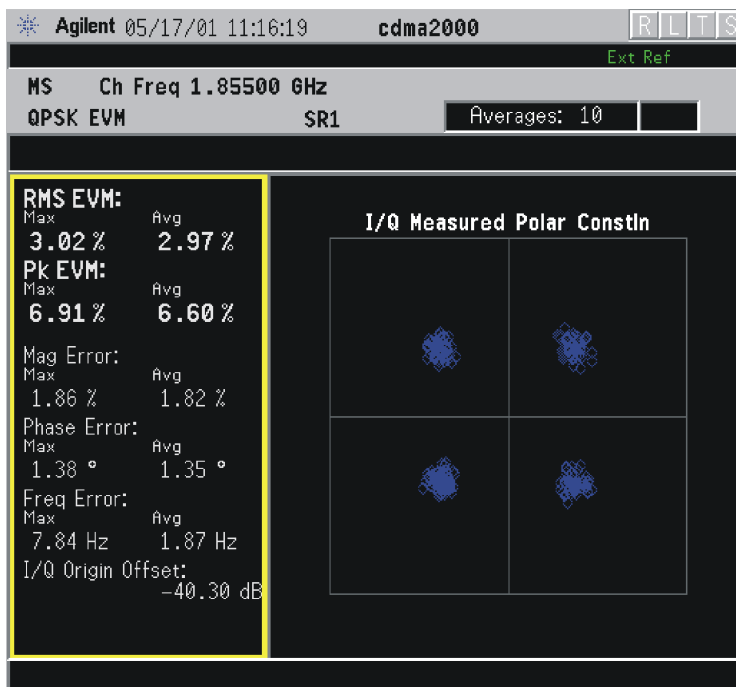 Agilent 05/17/01 11:16:19 cdma2000 R L T S
Ext Ref
MS Ch Freq 1.85500 GHz
QPSK EVM SR1 Averages: 10
RMS EVM:
Max Avg
3.02 % 2.97 %
Pk EVM:
Max Avg
6.91 % 6.60 %
Mag Error:
Max Avg
1.86 % 1.82 %
Phase Error:
Max Avg
1.38 ° 1.35 °
Freq Error:
Max Avg
7.84 Hz 1.87 Hz
I/Q Origin Offset:
-40.30 dB
I/Q Measured Polar Constln